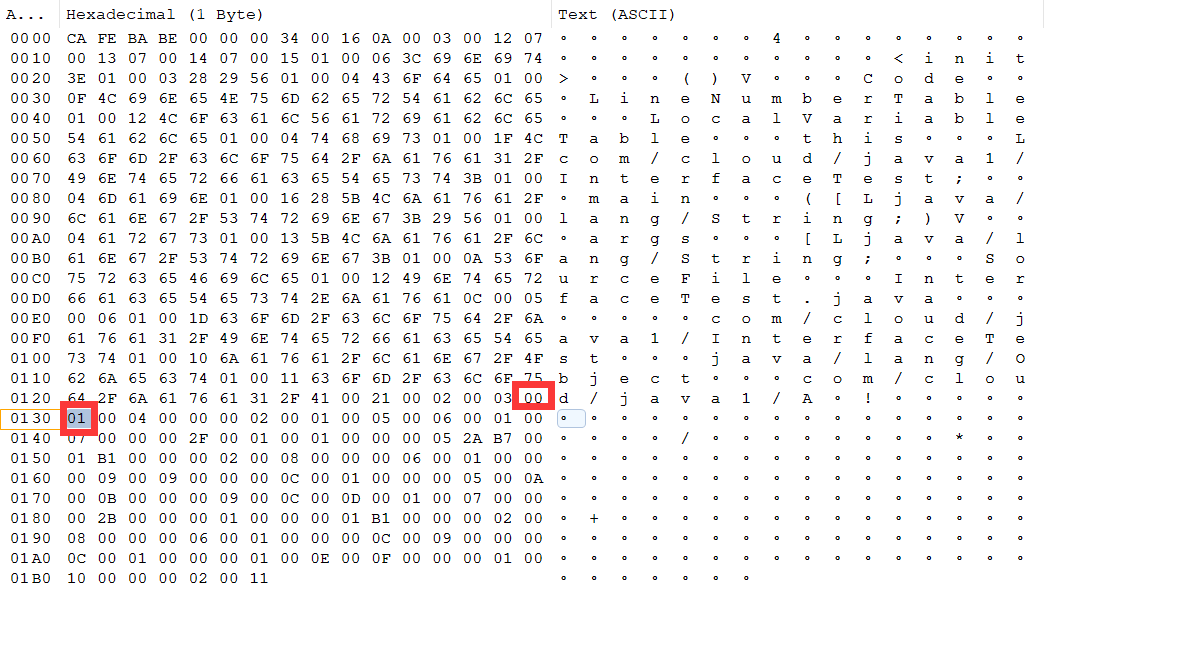 A... Hexadecimal (1 Byte) Text (ASCII)
0000 CA FE BA BE 00 00 00 34 00 16 0A 00 03 00 12 07 ° ° ° ° ° ° ° 4 ° ° ° ° ° ° ° °
0010 00 13 07 00 14 07 00 15 01 00 06 3C 69 6E 69 74 ° ° ° ° ° ° ° ° ° ° ° < i n i t
0020 3E 01 00 03 28 29 56 01 00 04 43 6F 64 65 01 00 > ° ° ° ( ) V ° ° ° C o d e ° °
0030 0F 4C 69 6E 65 4E 75 6D 62 65 72 54 61 62 6C 65 ° L i n e N u m b e r T a b l e
0040 01 00 12 4C 6F 63 61 6C 56 61 72 69 61 62 6C 65 ° ° ° L o c a l V a r i a b l e
0050 54 61 62 6C 65 01 00 04 74 68 69 73 01 00 1F 4C T a b l e ° ° ° t h i s ° ° ° L
0060 63 6F 6D 2F 63 6C 6F 75 64 2F 6A 61 76 61 31 2F c o m / c l o u d / j a v a 1 /
0070 49 6E 74 65 72 66 61 63 65 54 65 73 74 3B 01 00 I n t e r f a c e T e s t ; ° °
0080 04 6D 61 69 6E 01 00 16 28 5B 4C 6A 61 76 61 2F ° m a i n ° ° ° ( [ L j a v a /
0090 6C 61 6E 67 2F 53 74 72 69 6E 67 3B 29 56 01 00 l a n g / S t r i n g ; ) V ° °
00A0 04 61 72 67 73 01 00 13 5B 4C 6A 61 76 61 2F 6C ° a r g s ° ° ° [ L j a v a / l
00B0 61 6E 67 2F 53 74 72 69 6E 67 3B 01 00 0A 53 6F a n g / S t r i n g ; ° ° ° S o
00C0 75 72 63 65 46 69 6C 65 01 00 12 49 6E 74 65 72 u r c e F i l e ° ° ° I n t e r
00D0 66 61 63 65 54 65 73 74 2E 6A 61 76 61 0C 00 05 f a c e T e s t . j a v a ° ° °
00E0 00 06 01 00 1D 63 6F 6D 2F 63 6C 6F 75 64 2F 6A ° ° ° ° ° c o m / c l o u d / j
00F0 61 76 61 31 2F 49 6E 74 65 72 66 61 63 65 54 65 a v a 1 / I n t e r f a c e T e
0100 73 74 01 00 10 6A 61 76 61 2F 6C 61 6E 67 2F 4F s t ° ° ° j a v a / l a n g / O
0110 62 6A 65 63 74 01 00 11 63 6F 6D 2F 63 6C 6F 75 b j e c t ° ° ° c o m / c l o u
0120 64 2F 6A 61 76 61 31 2F 41 00 21 00 02 00 03 00 d / j a v a 1 / A ° ! ° ° ° ° °
0130 01 00 04 00 00 00 02 00 01 00 05 00 06 00 01 00 ° ° ° ° ° ° ° ° ° ° ° ° ° ° ° °
0140 07 00 00 00 2F 00 01 00 01 00 00 00 05 2A B7 00 ° ° ° ° / ° ° ° ° ° ° ° ° * ° °
0150 01 B1 00 00 00 02 00 08 00 00 00 06 00 01 00 00 ° ° ° ° ° ° ° ° ° ° ° ° ° ° ° °
0160 00 09 00 09 00 00 00 0C 00 01 00 00 00 05 00 0A ° ° ° ° ° ° ° ° ° ° ° ° ° ° ° °
0170 00 0B 00 00 00 09 00 0C 00 0D 00 01 00 07 00 00 ° ° ° ° ° ° ° ° ° ° ° ° ° ° ° °
0180 00 2B 00 00 00 01 00 00 00 01 B1 00 00 00 02 00 ° + ° ° ° ° ° ° ° ° ° ° ° ° ° °
0190 08 00 00 00 06 00 01 00 00 00 0C 00 09 00 00 00 ° ° ° ° ° ° ° ° ° ° ° ° ° ° ° °
01A0 0C 00 01 00 00 00 01 00 0E 00 0F 00 00 00 01 00 ° ° ° ° ° ° ° ° ° ° ° ° ° ° ° °
01B0 10 00 00 00 02 00 11 ° ° ° ° ° ° °